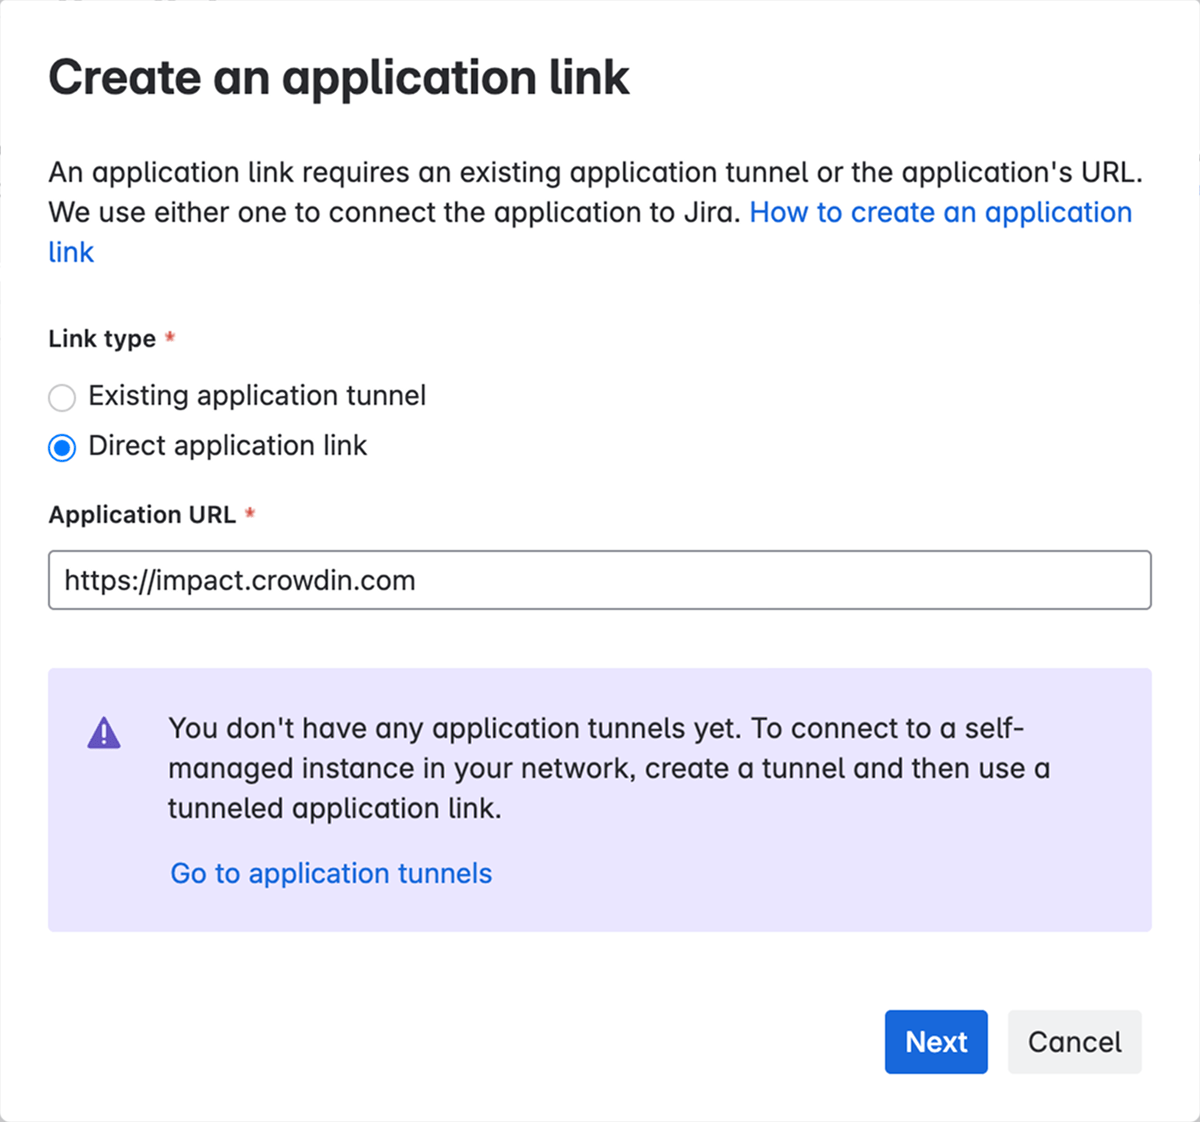 Create an application link
An application link requires an existing application tunnel or the application's URL.
We use either one to connect the application to Jira. How to create an application
link
Link type *
Existing application tunnel
Direct application link
Application URL *
https://impact.crowdin.com
You don't have any application tunnels yet. To connect to a self-
managed instance in your network, create a tunnel and then use a
tunneled application link.
Go to application tunnels
Next
Cancel